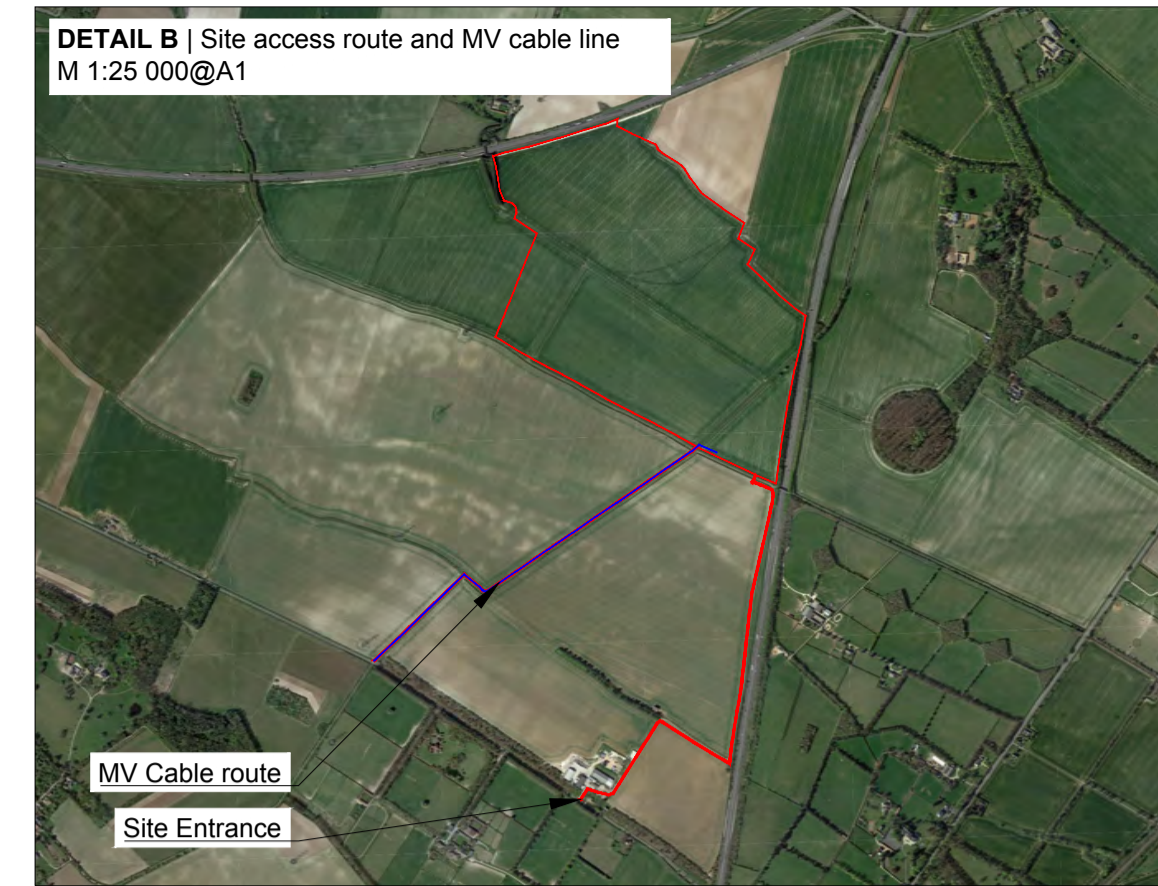 DETAIL B | Site access route and MV cable line
M 1:25 000@A1
MV Cable route
Site Entrance